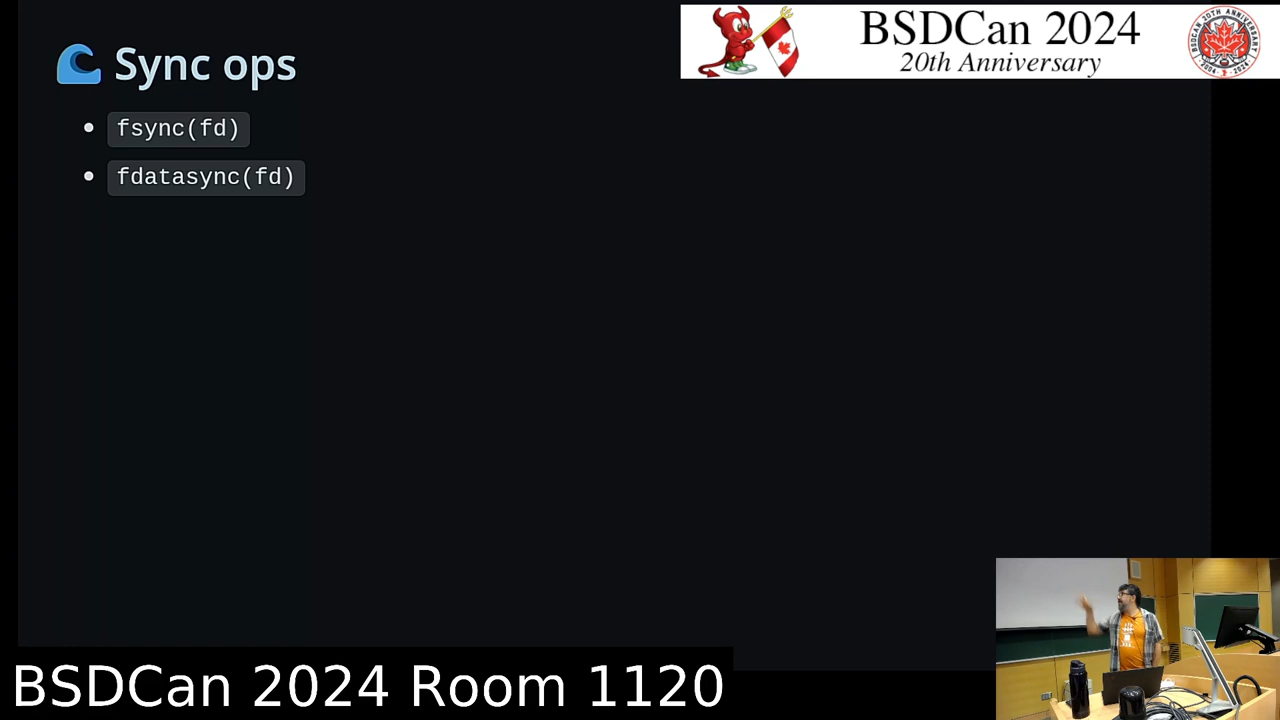 Sync ops
fsync(fd)
fdatasync(fd)
BSDCan 2024
20th Anniversary
BSDCan 2024 Room 1120